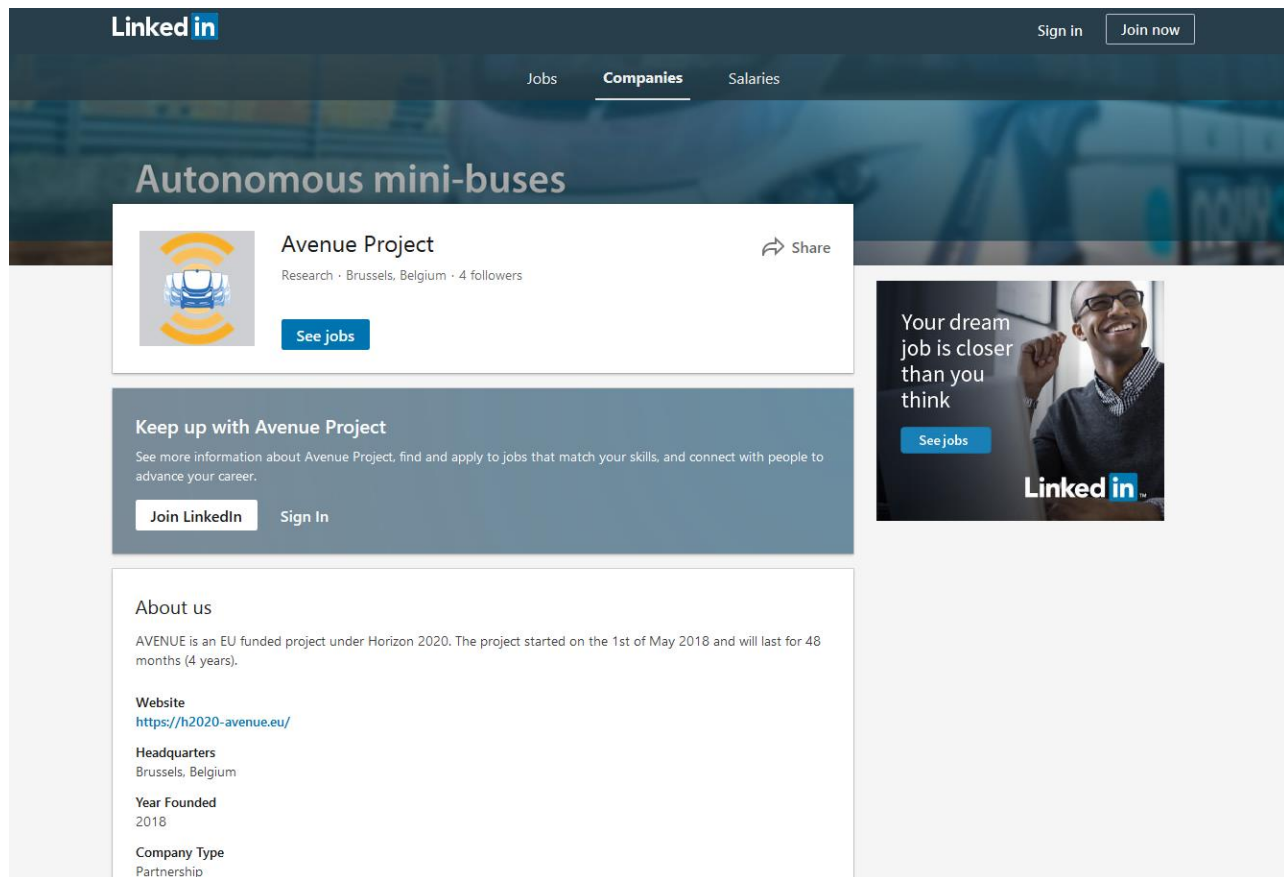 Linked in
Sign in
Join now
Jobs
Companies
Salaries
Autonomous mini-buses
Avenue Project
Share
Research · Brussels, Belgium · 4 followers
See jobs
Your dream
job is closer
than you
think
See jobs
Linked in
Keep up with Avenue Project
See more information about Avenue Project, find and apply to jobs that match your skills, and connect with people to
advance your career.
Join LinkedIn
Sign In
About us
AVENUE is an EU funded project under Horizon 2020. The project started on the 1st of May 2018 and will last for 48
months (4 years).
Website
https://h2020-avenue.eu/
Headquarters
Brussels, Belgium
Year Founded
2018
Company Type
Partnership